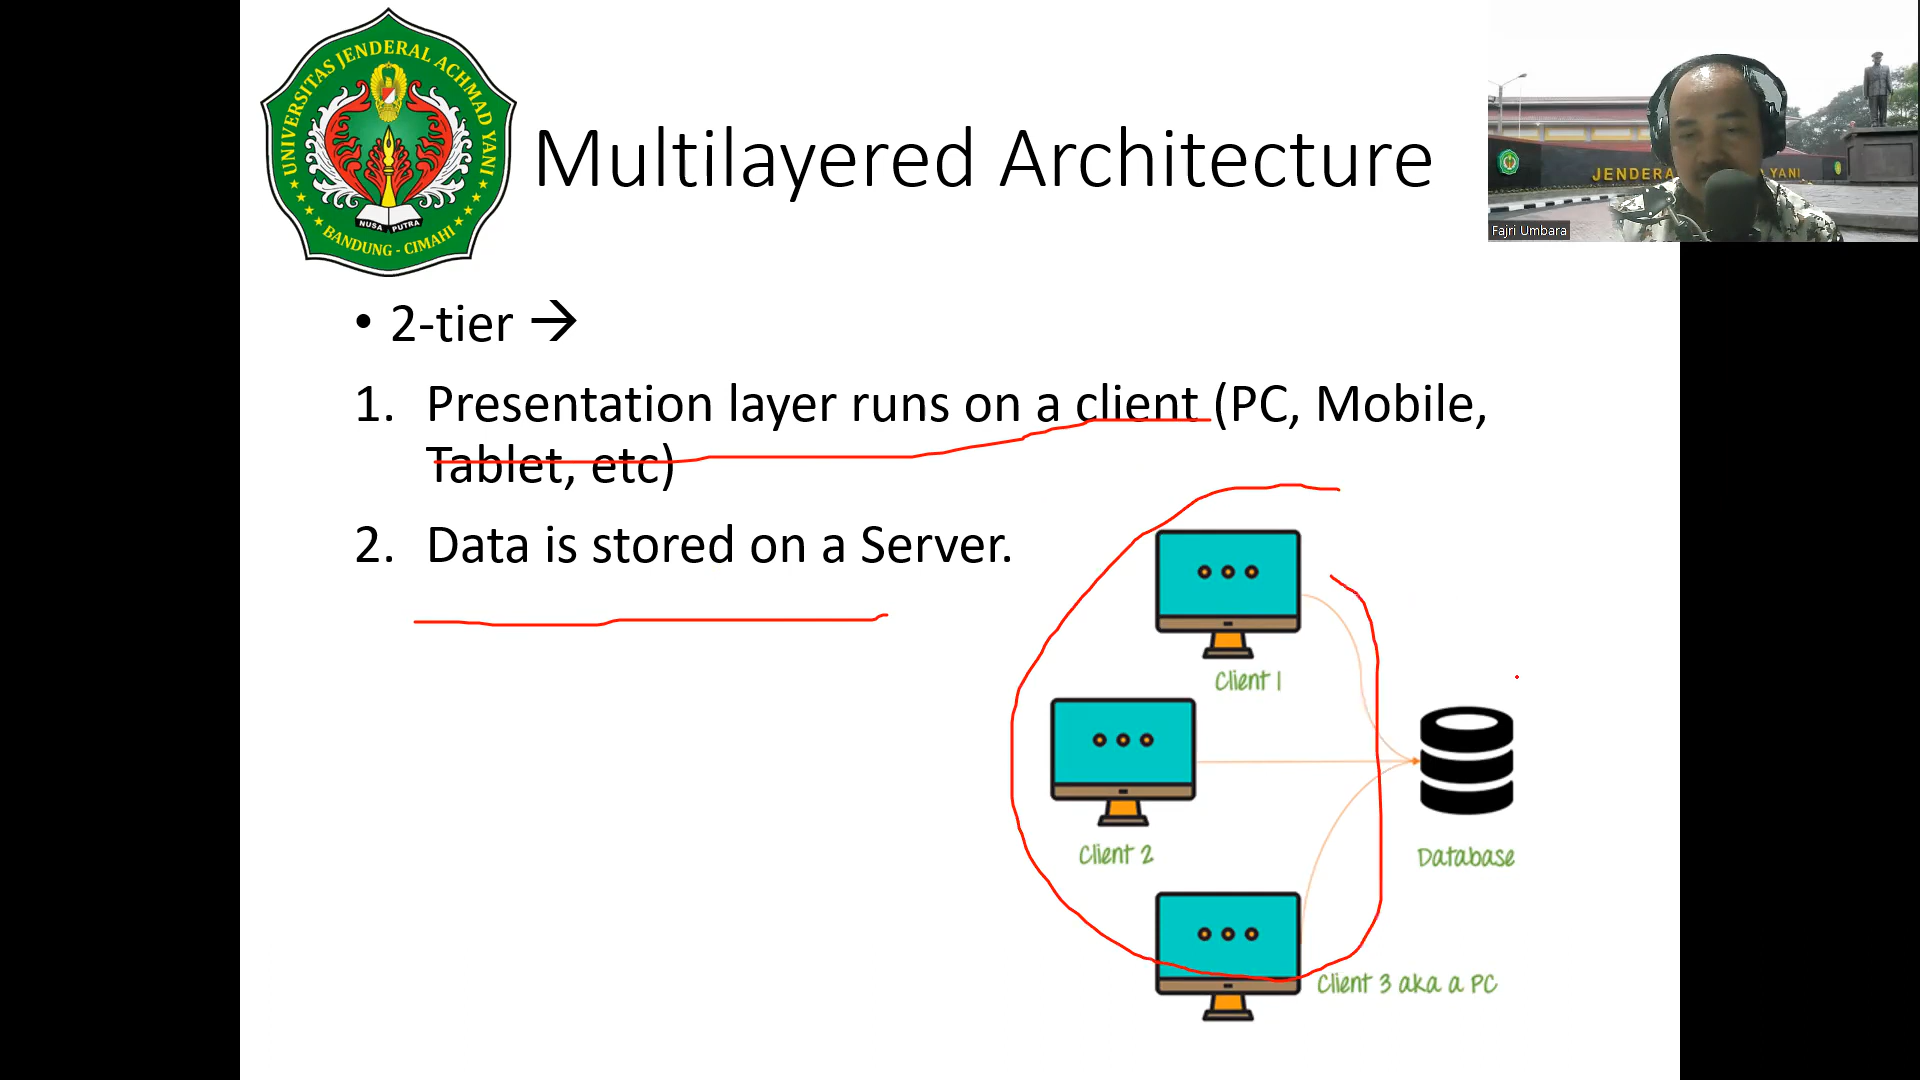 UNIVERSITAS JENDERAL ACHMAD YANI
NUSA PUTRA
BANDUNG - CIMAHI
Multilayered Architecture
JENDERA
YANI
Fajri Umbara
• 2-tier →
1. Presentation layer runs on a client (PC, Mobile,
Tablet, etc)
2. Data is stored on a Server.
Client 1
Client 2
Database
Client 3 aka a PC